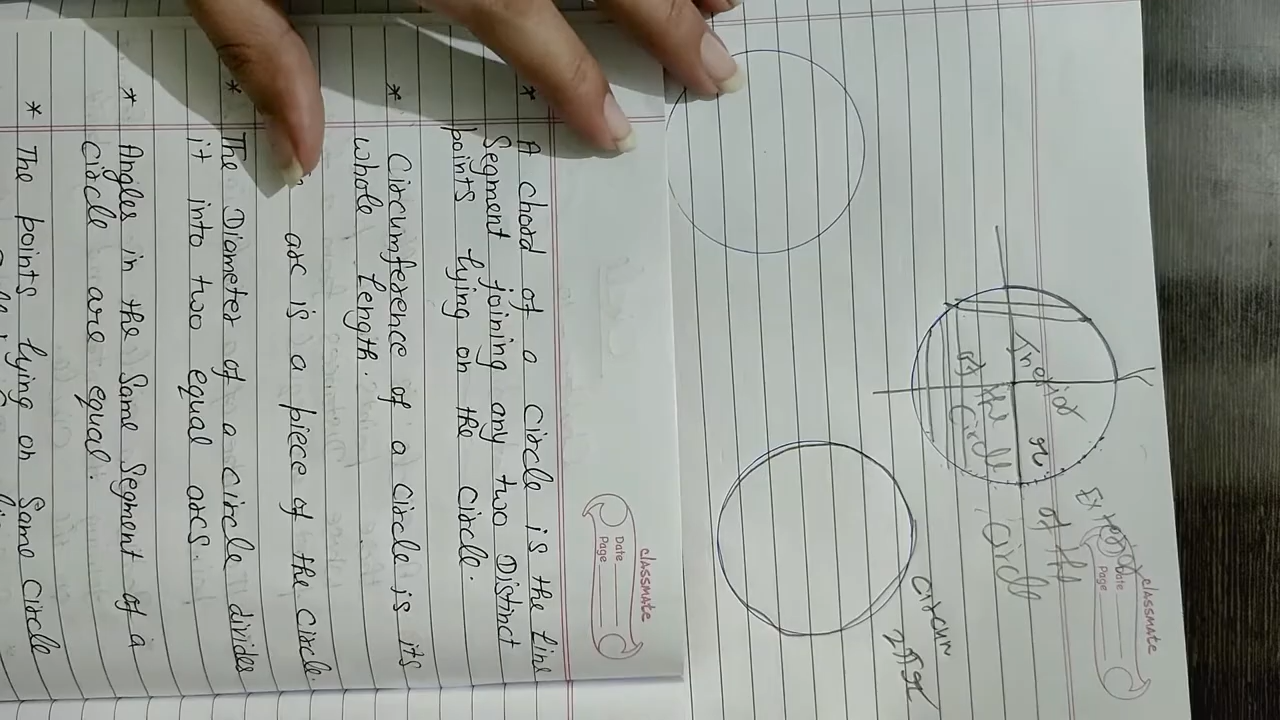 classmate
Date
Page
* A chord of a circle is the line
Segment joining any two Distinct
points lying on the circle.
* Circumference of a circle is its
whole length.
arc is a piece of the circle.
* The Diameter of a circle divides
it into two equal arcs.
* Angles in the Same Segment of a
circle are equal.
* The points lying on Same circle
classmate
Date
Page
Exterior
of the
circle
r
Interior
of the
circle
circum
2πr